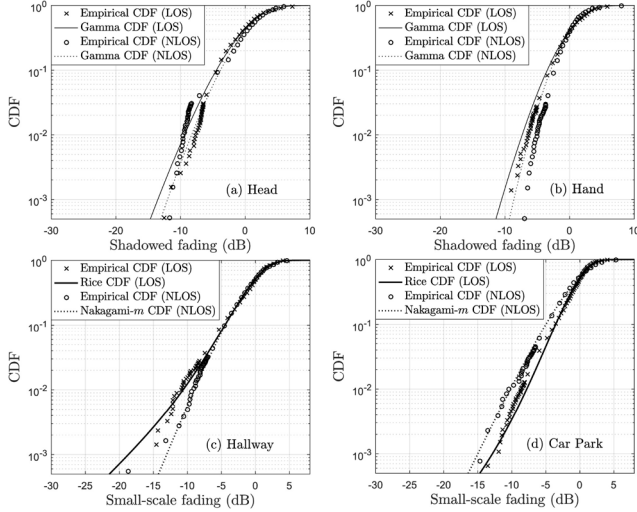 10^0
10^-1
10^-2
10^-3
CDF
× Empirical CDF (LOS)
Gamma CDF (LOS)
o Empirical CDF (NLOS)
Gamma CDF (NLOS)
(a) Head
-30 -20 -10 0 10
Shadowed fading (dB)
10^0
10^-1
10^-2
10^-3
CDF
× Empirical CDF (LOS)
Gamma CDF (LOS)
o Empirical CDF (NLOS)
Gamma CDF (NLOS)
(b) Hand
-30 -20 -10 0 10
Shadowed fading (dB)
10^0
10^-1
10^-2
10^-3
CDF
× Empirical CDF (LOS)
Rice CDF (LOS)
o Empirical CDF (NLOS)
Nakagami-m CDF (NLOS)
(c) Hallway
-30 -25 -20 -15 -10 -5 0 5
Small-scale fading (dB)
10^0
10^-1
10^-2
10^-3
CDF
× Empirical CDF (LOS)
Rice CDF (LOS)
o Empirical CDF (NLOS)
Nakagami-m CDF (NLOS)
(d) Car Park
-30 -25 -20 -15 -10 -5 0 5
Small-scale fading (dB)